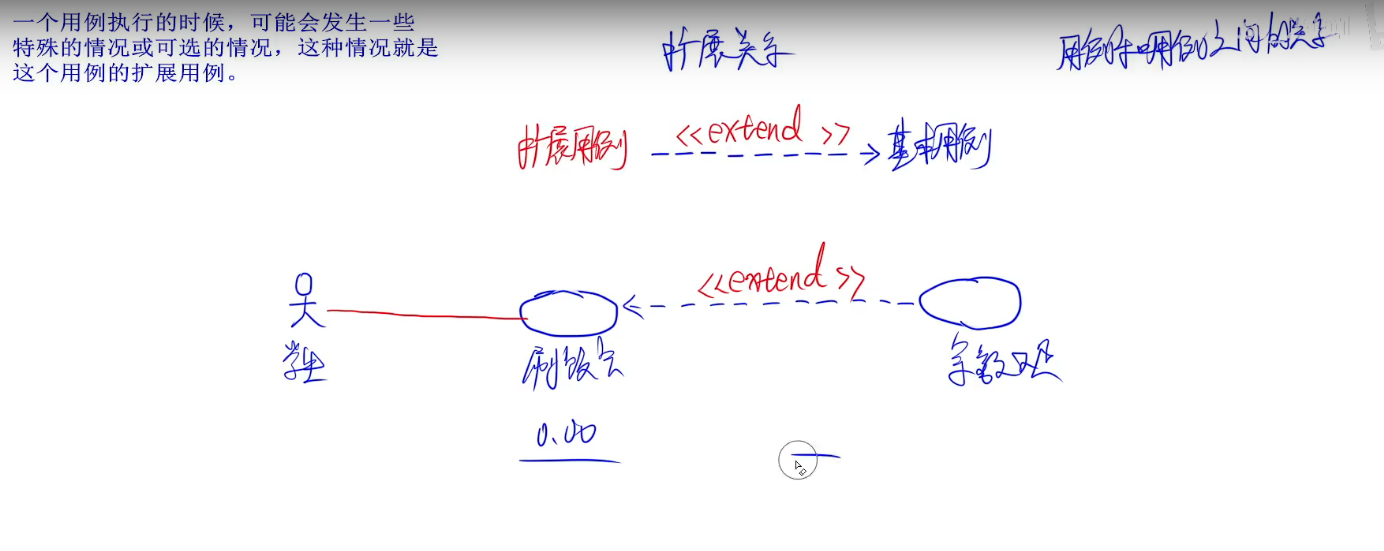 一个用例执行的时候，可能会发生一些
特殊的情况或可选的情况，这种情况就是
这个用例的扩展用例。
扩展关系
用例和用例之间的关系
扩展用例 <<extend>> 基本用例
<<extend>>
学生
刷饭卡
余数不足
0.00